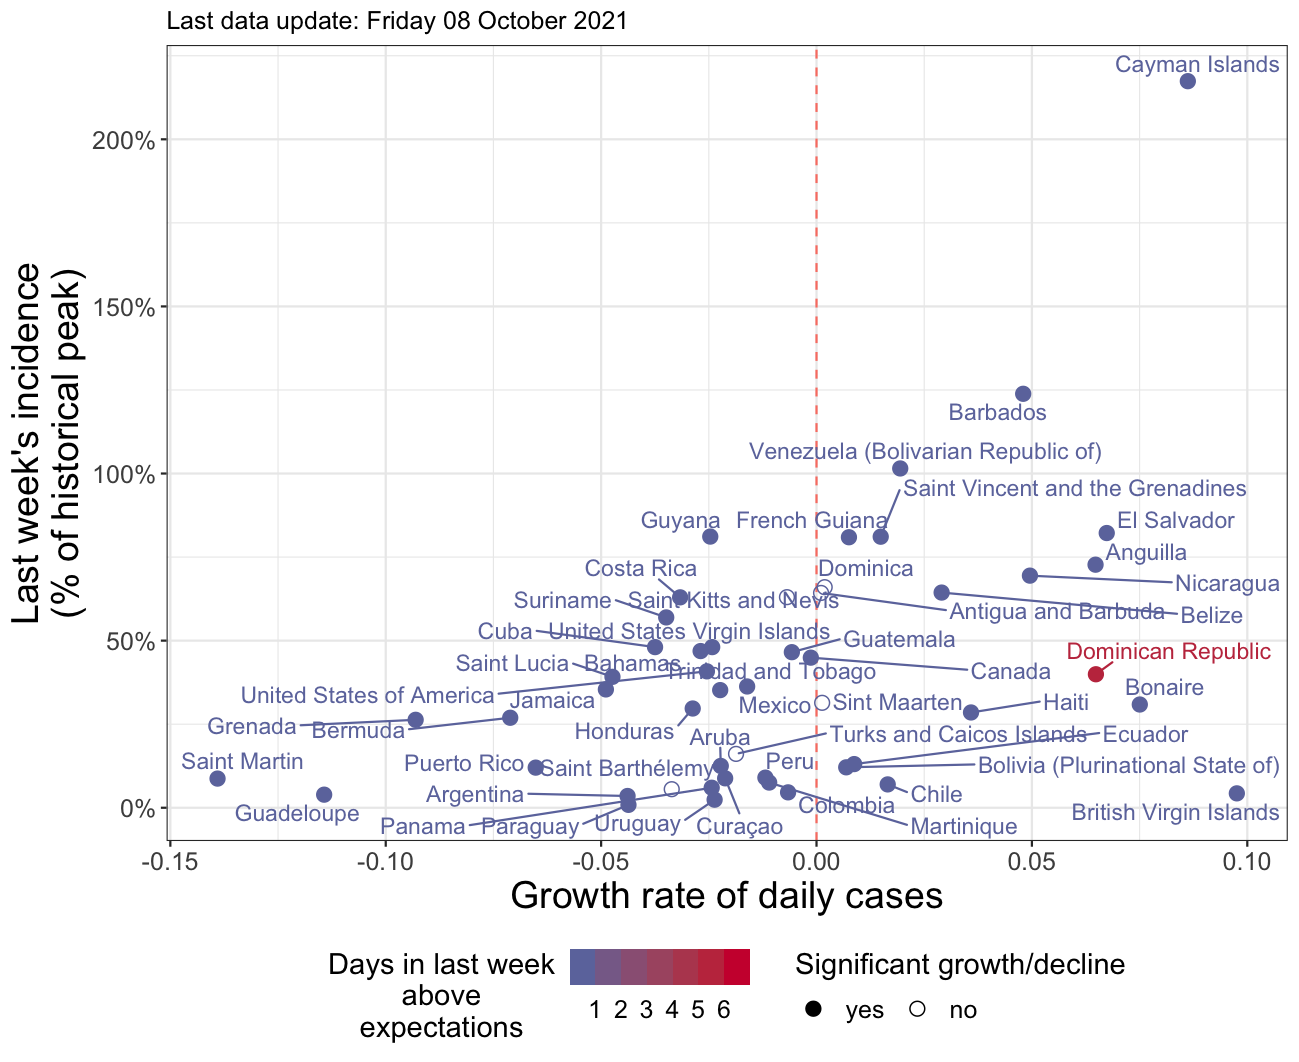 Last data update: Friday 08 October 2021
Last week's incidence
(% of historical peak)
200%
150%
100%
50%
0%
Cayman Islands
Barbados
Venezuela (Bolivarian Republic of)
Saint Vincent and the Grenadines
Guyana
French Guiana
El Salvador
Anguilla
Costa Rica
Dominica
Nicaragua
Suriname
Saint Kitts and Nevis
Antigua and Barbuda
Belize
Cuba
United States Virgin Islands
Guatemala
Dominican Republic
Saint Lucia
Bahamas
Trinidad and Tobago
Canada
United States of America
Jamaica
Mexico
Sint Maarten
Haiti
Bonaire
Grenada
Bermuda
Honduras
Aruba
Turks and Caicos Islands
Ecuador
Saint Martin
Puerto Rico
Saint Barthélemy
Peru
Bolivia (Plurinational State of)
Argentina
Chile
Colombia
Guadeloupe
British Virgin Islands
Panama
Paraguay
Uruguay
Curaçao
Martinique
-0.15
-0.10
-0.05
0.00
0.05
0.10
Growth rate of daily cases
Days in last week
above
expectations
1 2 3 4 5 6
Significant growth/decline
yes
no